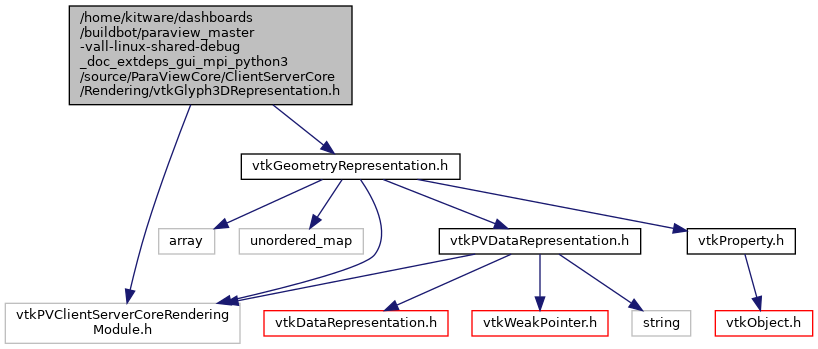 /home/kitware/dashboards
/buildbot/paraview_master
-vall-linux-shared-debug
_doc_extdeps_gui_mpi_python3
/source/ParaViewCore/ClientServerCore
/Rendering/vtkGlyph3DRepresentation.h
vtkGeometryRepresentation.h
array
unordered_map
vtkPVDataRepresentation.h
vtkProperty.h
vtkPVClientServerCoreRendering
Module.h
vtkDataRepresentation.h
vtkWeakPointer.h
string
vtkObject.h